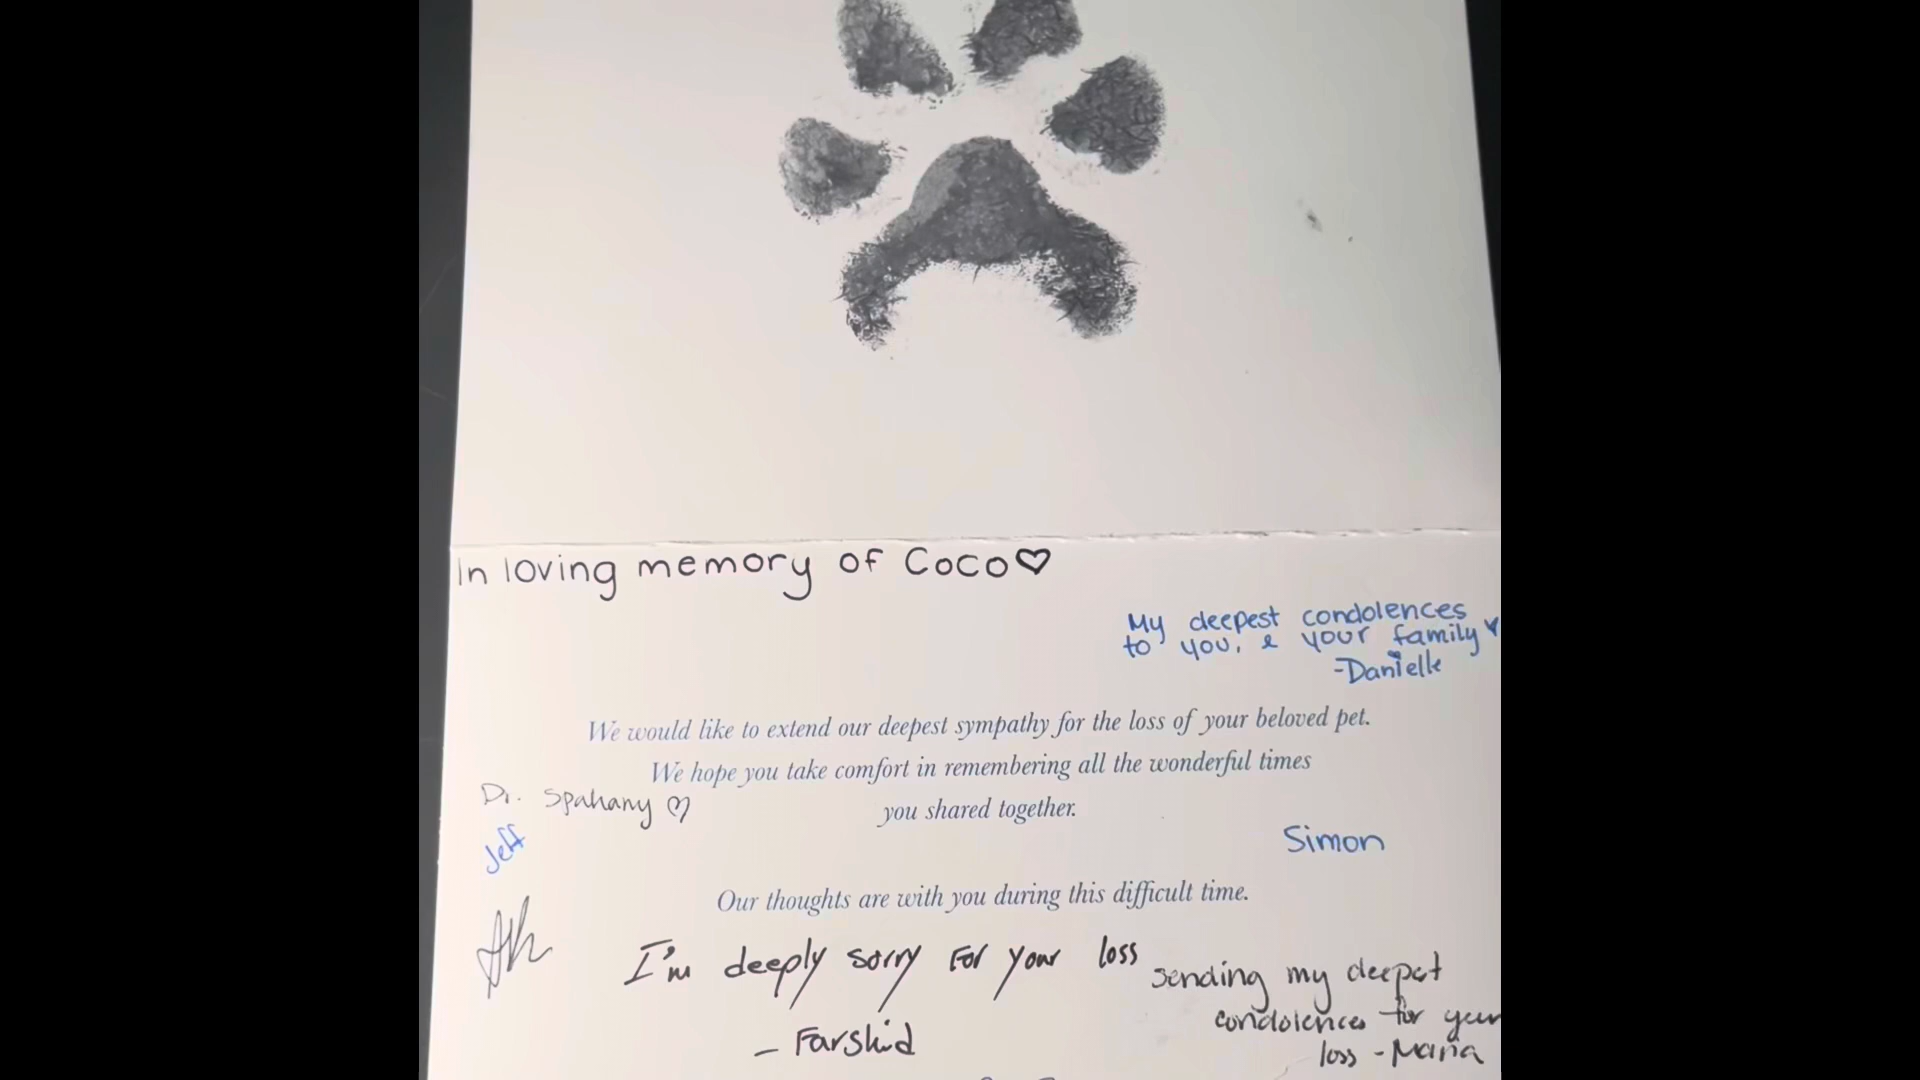 In loving memory of Coco♡
My deepest condolences
to you, & your family ♥
-Danielle
We would like to extend our deepest sympathy for the loss of your beloved pet.
We hope you take comfort in remembering all the wonderful times
you shared together.
Dr. Spahany ♡
Jeff
Simon
Our thoughts are with you during this difficult time.
I'm deeply sorry for your loss
- Farshid
sending my deepest
condolences for your
loss - Maria